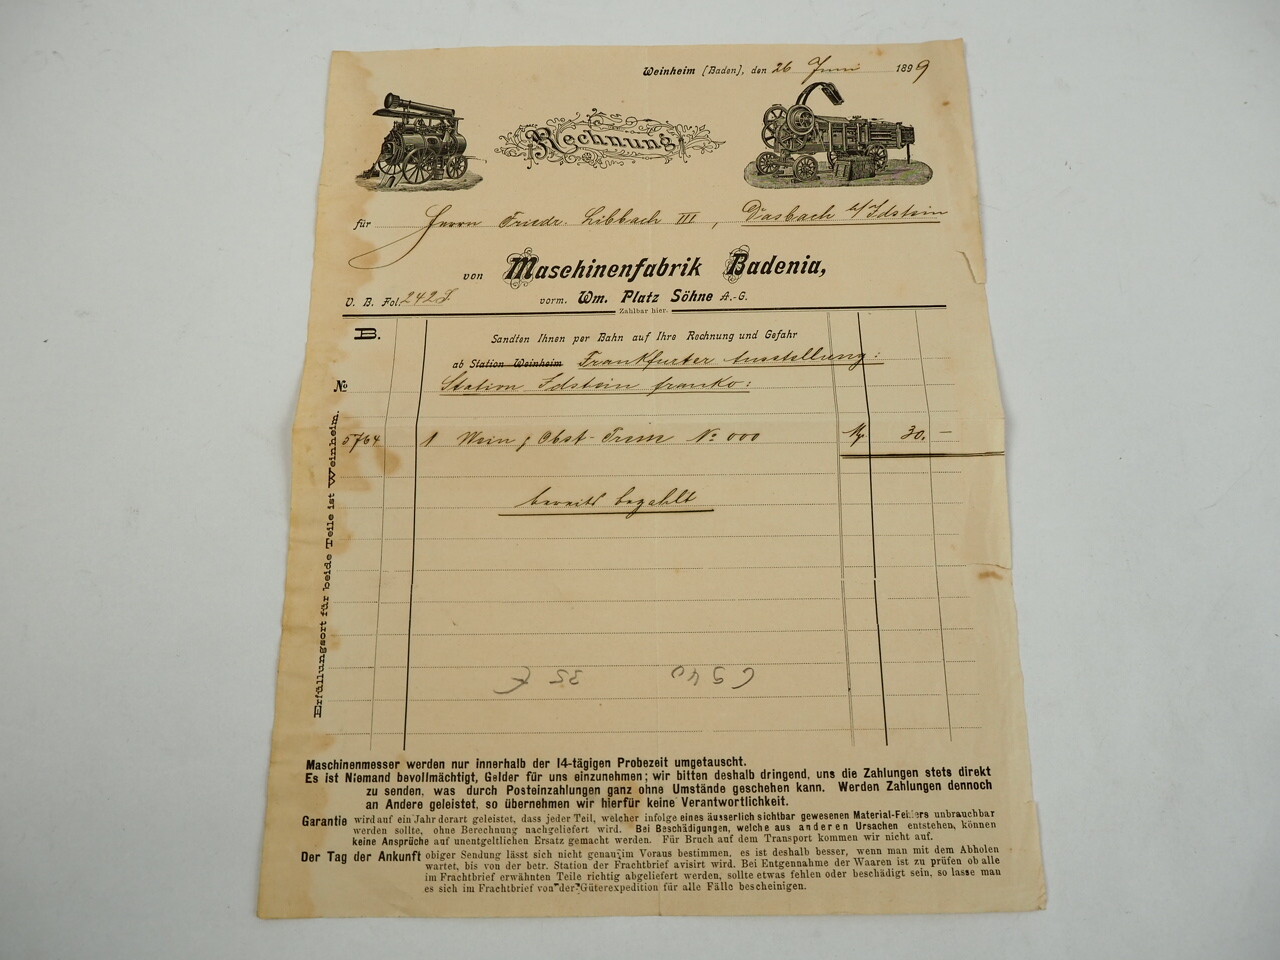 Weinheim [Baden], den 26 Juni 1899
Rechnung
für Herrn Friedr. Libbach III, Dasbach b/Idstein
von Maschinenfabrik Badenia,
V. B. Fol. 242 vorm. Wm. Platz Söhne A.-G.
Zahlbar hier.
B. Sandten Ihnen per Bahn auf Ihre Rechnung und Gefahr
ab Station Weinheim Frankfurter Ausstellung:
No Station Idstein franko:
5764 1 Wein & Obst- No 000 30. —
bereits bezahlt
35 €
Erfüllungsort für beide Teile ist Weinheim.
Maschinenmesser werden nur innerhalb der 14-tägigen Probezeit umgetauscht.
Es ist Niemand bevollmächtigt, Gelder für uns einzunehmen; wir bitten deshalb dringend, uns die Zahlungen stets direkt
zu senden, was durch Posteinzahlungen ganz ohne Umstände geschehen kann. Werden Zahlungen dennoch
an Andere geleistet, so übernehmen wir hierfür keine Verantwortlichkeit.
Garantie wird auf ein Jahr derart geleistet, dass jeder Teil, welcher infolge eines äusserlich sichtbar gewesenen Material-Fehlers unbrauchbar
werden sollte, ohne Berechnung nachgeliefert wird. Bei Beschädigungen, welche aus anderen Ursachen entstehen, können
keine Ansprüche auf unentgeltlichen Ersatz gemacht werden. Für Bruch auf dem Transport kommen wir nicht auf.
Der Tag der Ankunft obiger Sendung lässt sich nicht genau im Voraus bestimmen, es ist deshalb besser, wenn man mit dem Abholen
wartet, bis von der betr. Station der Frachtbrief avisirt wird. Bei Entgennahme der Waaren ist zu prüfen ob alle
im Frachtbrief erwähnten Teile richtig abgeliefert werden, sollte etwas fehlen oder beschädigt sein, so lasse man
es sich im Frachtbrief von der Güterexpedition für alle Fälle bescheinigen.